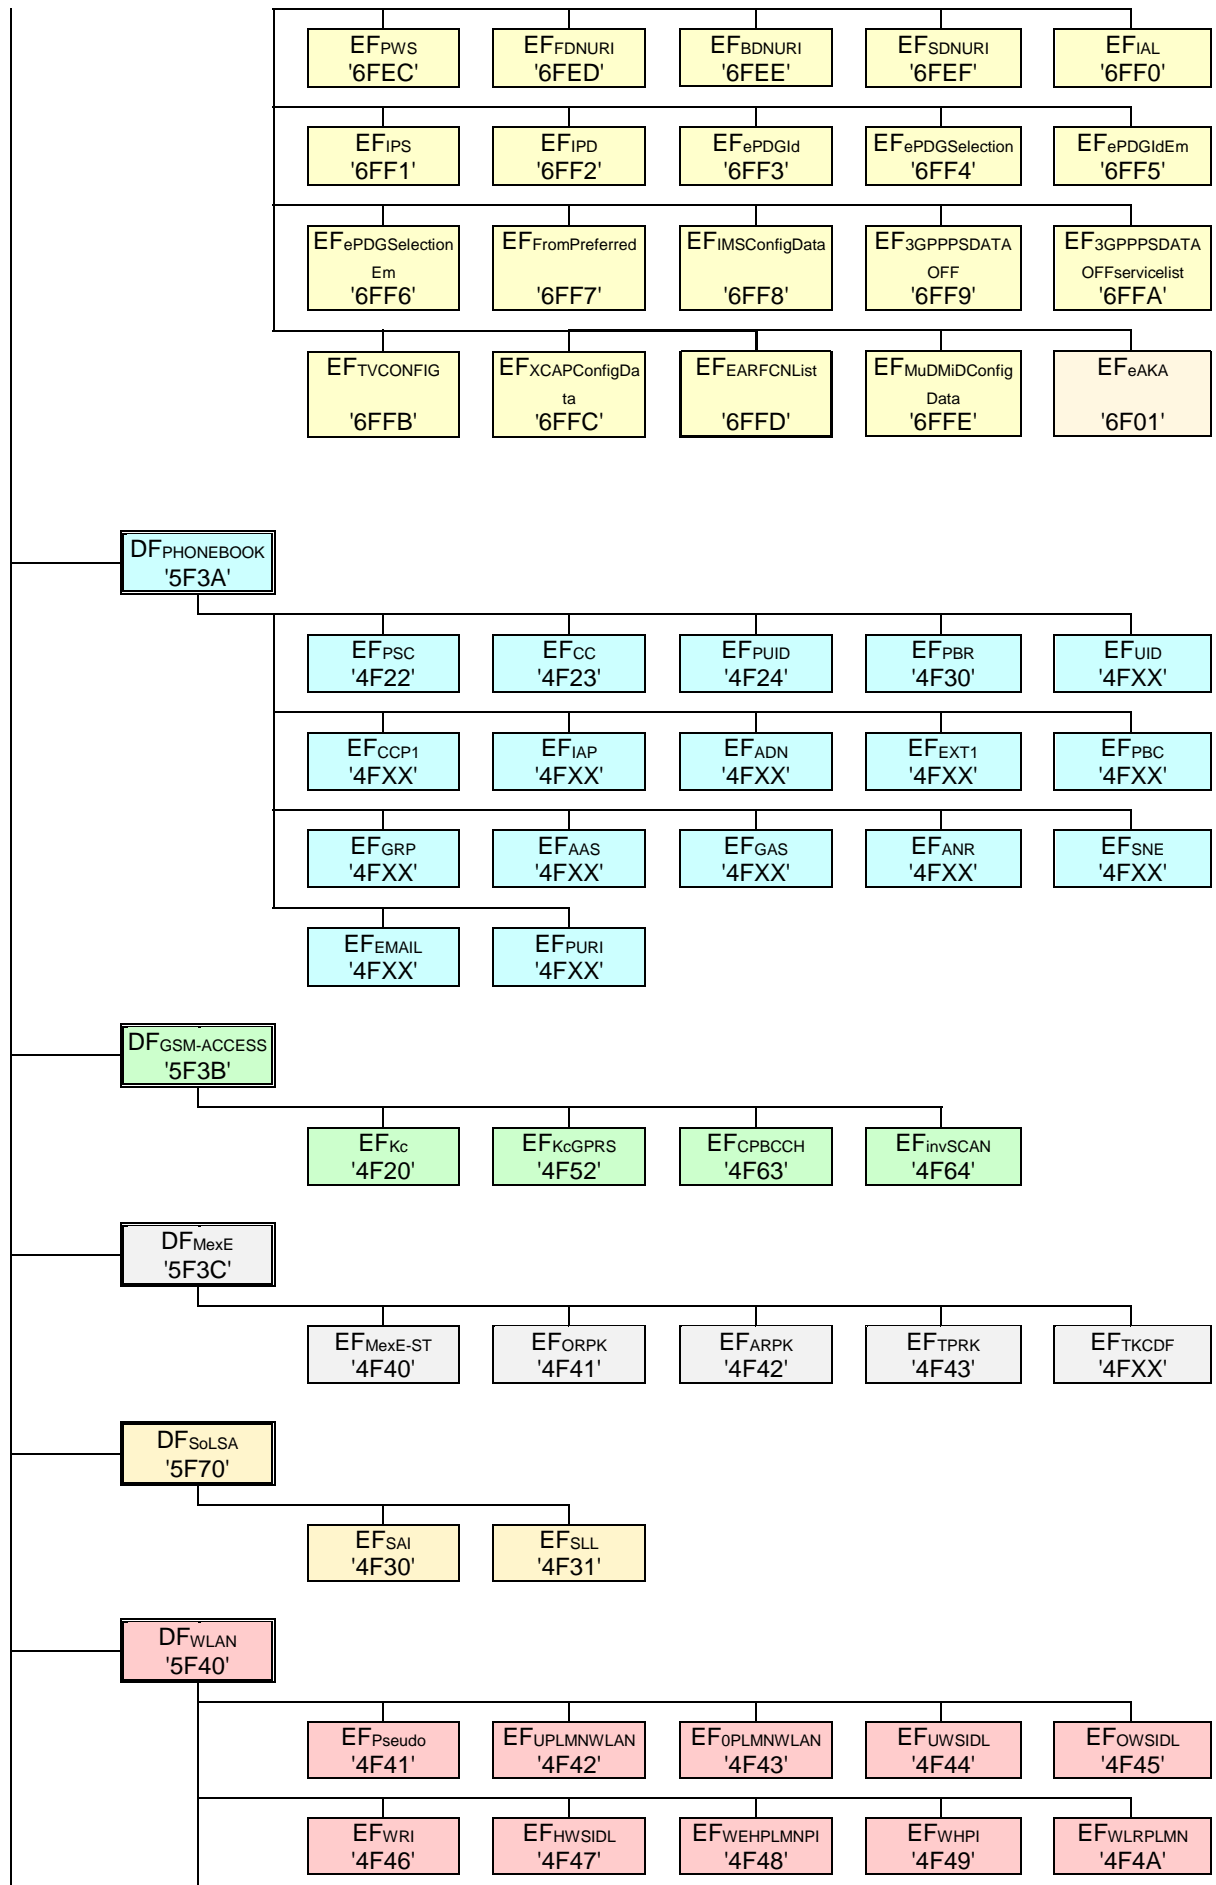 EFPWS
'6FEC'
EFFDNURI
'6FED'
EFBDNURI
'6FEE'
EFSDNURI
'6FEF'
EFIAL
'6FF0'
EFIPS
'6FF1'
EFIPD
'6FF2'
EFePDGId
'6FF3'
EFePDGSelection
'6FF4'
EFePDGIdEm
'6FF5'
EFePDGSelection
Em
'6FF6'
EFFromPreferred
'6FF7'
EFIMSConfigData
'6FF8'
EF3GPPPSDATA
OFF
'6FF9'
EF3GPPPSDATA
OFFservicelist
'6FFA'
EFTVCONFIG
'6FFB'
EFXCAPConfigDa
ta
'6FFC'
EFEARFCNList
'6FFD'
EFMuDMiDConfig
Data
'6FFE'
EFeAKA
'6F01'
DFPHONEBOOK
'5F3A'
EFPSC
'4F22'
EFCC
'4F23'
EFPUID
'4F24'
EFPBR
'4F30'
EFUID
'4FXX'
EFCCP1
'4FXX'
EFIAP
'4FXX'
EFADN
'4FXX'
EFEXT1
'4FXX'
EFPBC
'4FXX'
EFGRP
'4FXX'
EFAAS
'4FXX'
EFGAS
'4FXX'
EFANR
'4FXX'
EFSNE
'4FXX'
EFEMAIL
'4FXX'
EFPURI
'4FXX'
DFGSM-ACCESS
'5F3B'
EFKc
'4F20'
EFKcGPRS
'4F52'
EFCPBCCH
'4F63'
EFinvSCAN
'4F64'
DFMexE
'5F3C'
EFMexE-ST
'4F40'
EFORPK
'4F41'
EFARPK
'4F42'
EFTPRK
'4F43'
EFTKCDF
'4FXX'
DFSoLSA
'5F70'
EFSAI
'4F30'
EFSLL
'4F31'
DFWLAN
'5F40'
EFPseudo
'4F41'
EFUPLMNWLAN
'4F42'
EF0PLMNWLAN
'4F43'
EFUWSIDL
'4F44'
EFOWSIDL
'4F45'
EFWRI
'4F46'
EFHWSIDL
'4F47'
EFWEHPLMNPI
'4F48'
EFWHPI
'4F49'
EFWLRPLMN
'4F4A'